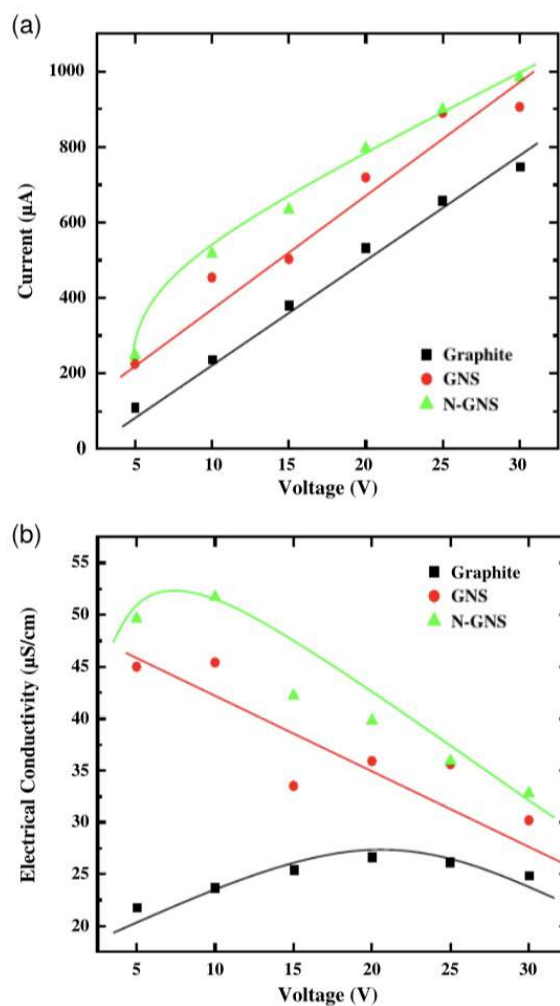 (a)
1000
800
600
400
200
0
Current (µA)
Graphite
GNS
N-GNS
5 10 15 20 25 30
Voltage (V)
(b)
55
50
45
40
35
30
25
20
Electrical Conductivity (µS/cm)
Graphite
GNS
N-GNS
5 10 15 20 25 30
Voltage (V)